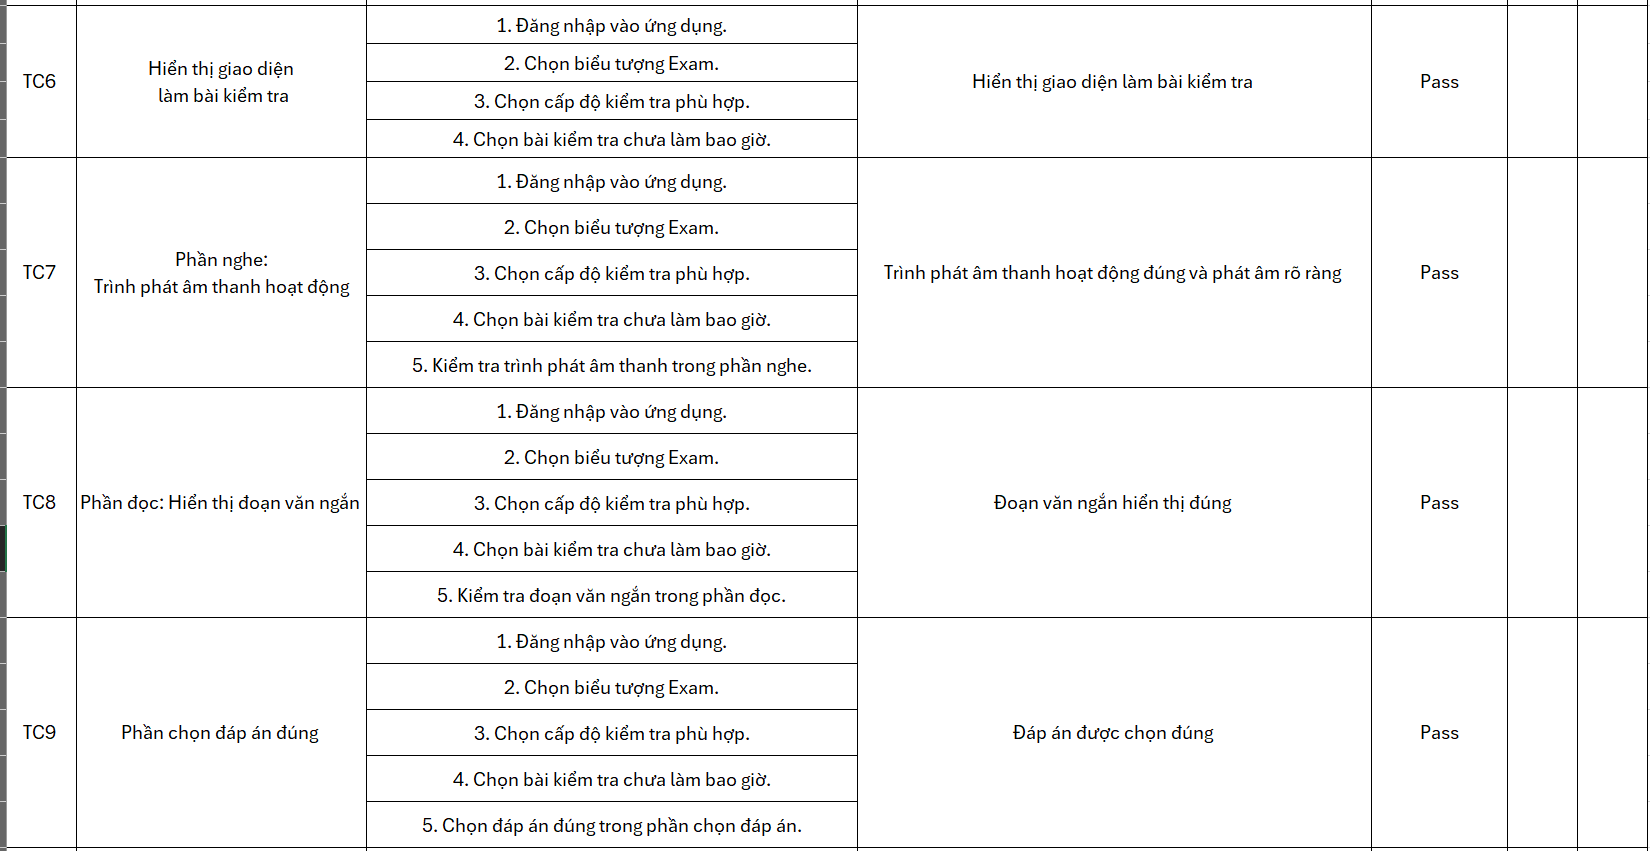 TC6
Hiển thị giao diện
làm bài kiểm tra
1. Đăng nhập vào ứng dụng.
2. Chọn biểu tượng Exam.
3. Chọn cấp độ kiểm tra phù hợp.
4. Chọn bài kiểm tra chưa làm bao giờ.
Hiển thị giao diện làm bài kiểm tra
Pass
TC7
Phần nghe:
Trình phát âm thanh hoạt động
1. Đăng nhập vào ứng dụng.
2. Chọn biểu tượng Exam.
3. Chọn cấp độ kiểm tra phù hợp.
4. Chọn bài kiểm tra chưa làm bao giờ.
5. Kiểm tra trình phát âm thanh trong phần nghe.
Trình phát âm thanh hoạt động đúng và phát âm rõ ràng
Pass
TC8
Phần đọc: Hiển thị đoạn văn ngắn
1. Đăng nhập vào ứng dụng.
2. Chọn biểu tượng Exam.
3. Chọn cấp độ kiểm tra phù hợp.
4. Chọn bài kiểm tra chưa làm bao giờ.
5. Kiểm tra đoạn văn ngắn trong phần đọc.
Đoạn văn ngắn hiển thị đúng
Pass
TC9
Phần chọn đáp án đúng
1. Đăng nhập vào ứng dụng.
2. Chọn biểu tượng Exam.
3. Chọn cấp độ kiểm tra phù hợp.
4. Chọn bài kiểm tra chưa làm bao giờ.
5. Chọn đáp án đúng trong phần chọn đáp án.
Đáp án được chọn đúng
Pass